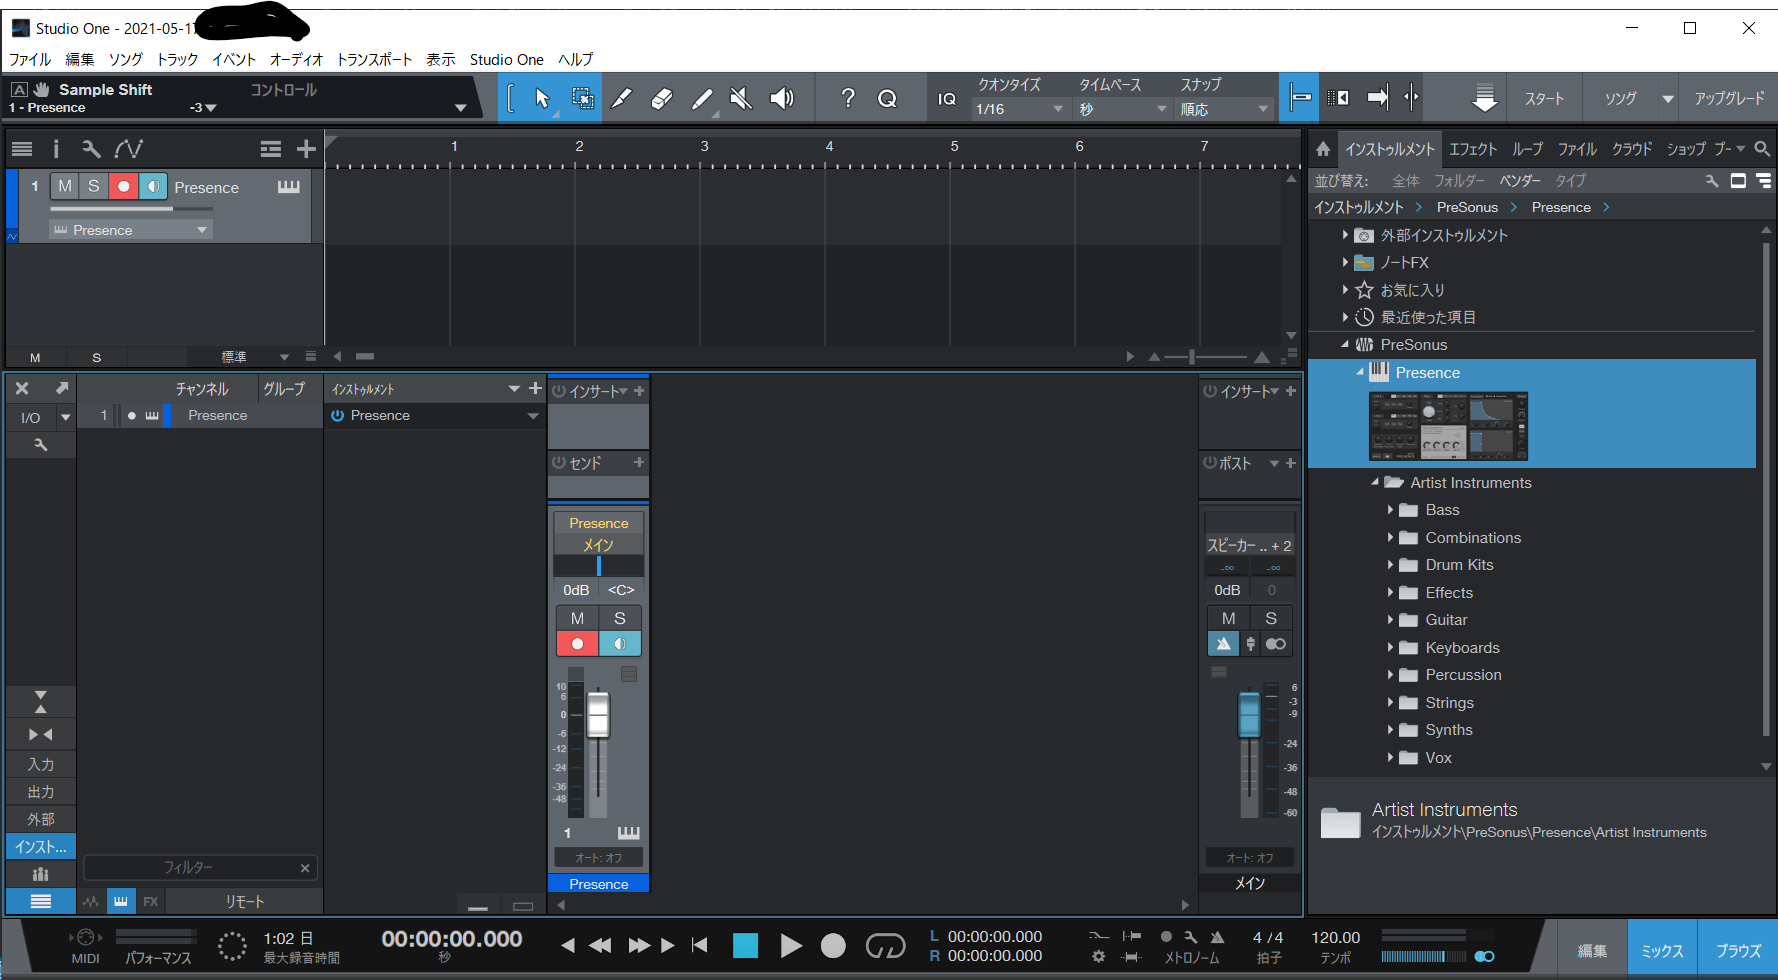 Studio One - 2021-05-17
ファイル 編集 ソング トラック イベント オーディオ トランスポート 表示 Studio One ヘルプ
A Sample Shift コントロール
1 - Presence -3
? Q IQ
クオンタイズ タイムベース スナップ
1/16 秒 順応
スタート ソング アップグレード
i
1 2 3 4 5 6 7
1 M S Presence
Presence
M S 標準
インストゥルメント エフェクト ループ ファイル クラウド ショップ プー
並び替え: 全体 フォルダー ベンダー タイプ
インストゥルメント > PreSonus > Presence >
外部インストゥルメント
ノートFX
お気に入り
最近使った項目
PreSonus
Presence
Artist Instruments
Bass
Combinations
Drum Kits
Effects
Guitar
Keyboards
Percussion
Strings
Synths
Vox
Artist Instruments
インストゥルメント\PreSonus\Presence\Artist Instruments
チャンネル グループ インストゥルメント
I/O
1 Presence Presence
入力
出力
外部
インスト...
フィルター
FX リモート
インサート
センド
Presence
メイン
0dB <C>
M S
10
6
0
-6
-12
-24
-36
-48
1
オート: オフ
Presence
インサート
ポスト
スピーカー .. + 2
-∞ -∞
0dB 0
M S
6
-3
-9
-24
-36
-48
-60
オート: オフ
メイン
MIDI パフォーマンス
1:02 日
最大録音時間
00:00:00.000
秒
L 00:00:00.000
R 00:00:00.000
メトロノーム
4 / 4
拍子
120.00
テンポ
編集 ミックス ブラウズ